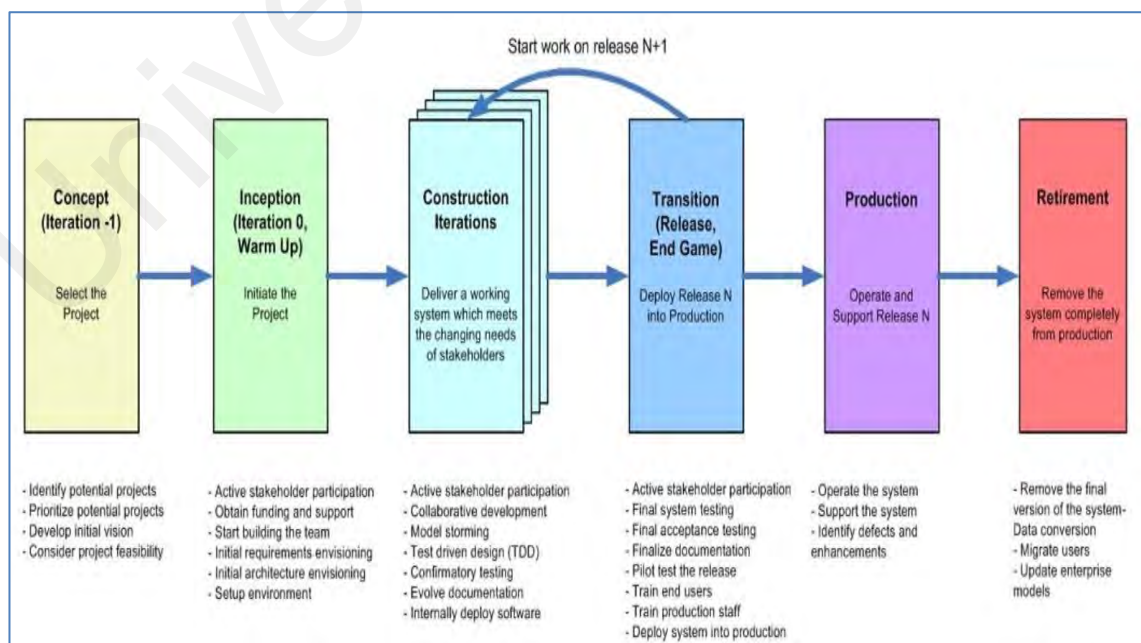 Start work on release N+1
Concept
(Iteration -1)
Select the
Project
Inception
(Iteration 0,
Warm Up)
Initiate the
Project
Construction
Iterations
Deliver a working
system which meets
the changing needs
of stakeholders
Transition
(Release,
End Game)
Deploy Release N
into Production
Production
Operate and
Support Release N
Retirement
Remove the
system completely
from production
- Identify potential projects
- Prioritize potential projects
- Develop initial vision
- Consider project feasibility
- Active stakeholder participation
- Obtain funding and support
- Start building the team
- Initial requirements envisioning
- Initial architecture envisioning
- Setup environment
- Active stakeholder participation
- Collaborative development
- Model storming
- Test driven design (TDD)
- Confirmatory testing
- Evolve documentation
- Internally deploy software
- Active stakeholder participation
- Final system testing
- Final acceptance testing
- Finalize documentation
- Pilot test the release
- Train end users
- Train production staff
- Deploy system into production
- Operate the system
- Support the system
- Identify defects and
enhancements
- Remove the final
version of the system-
Data conversion
- Migrate users
- Update enterprise
models